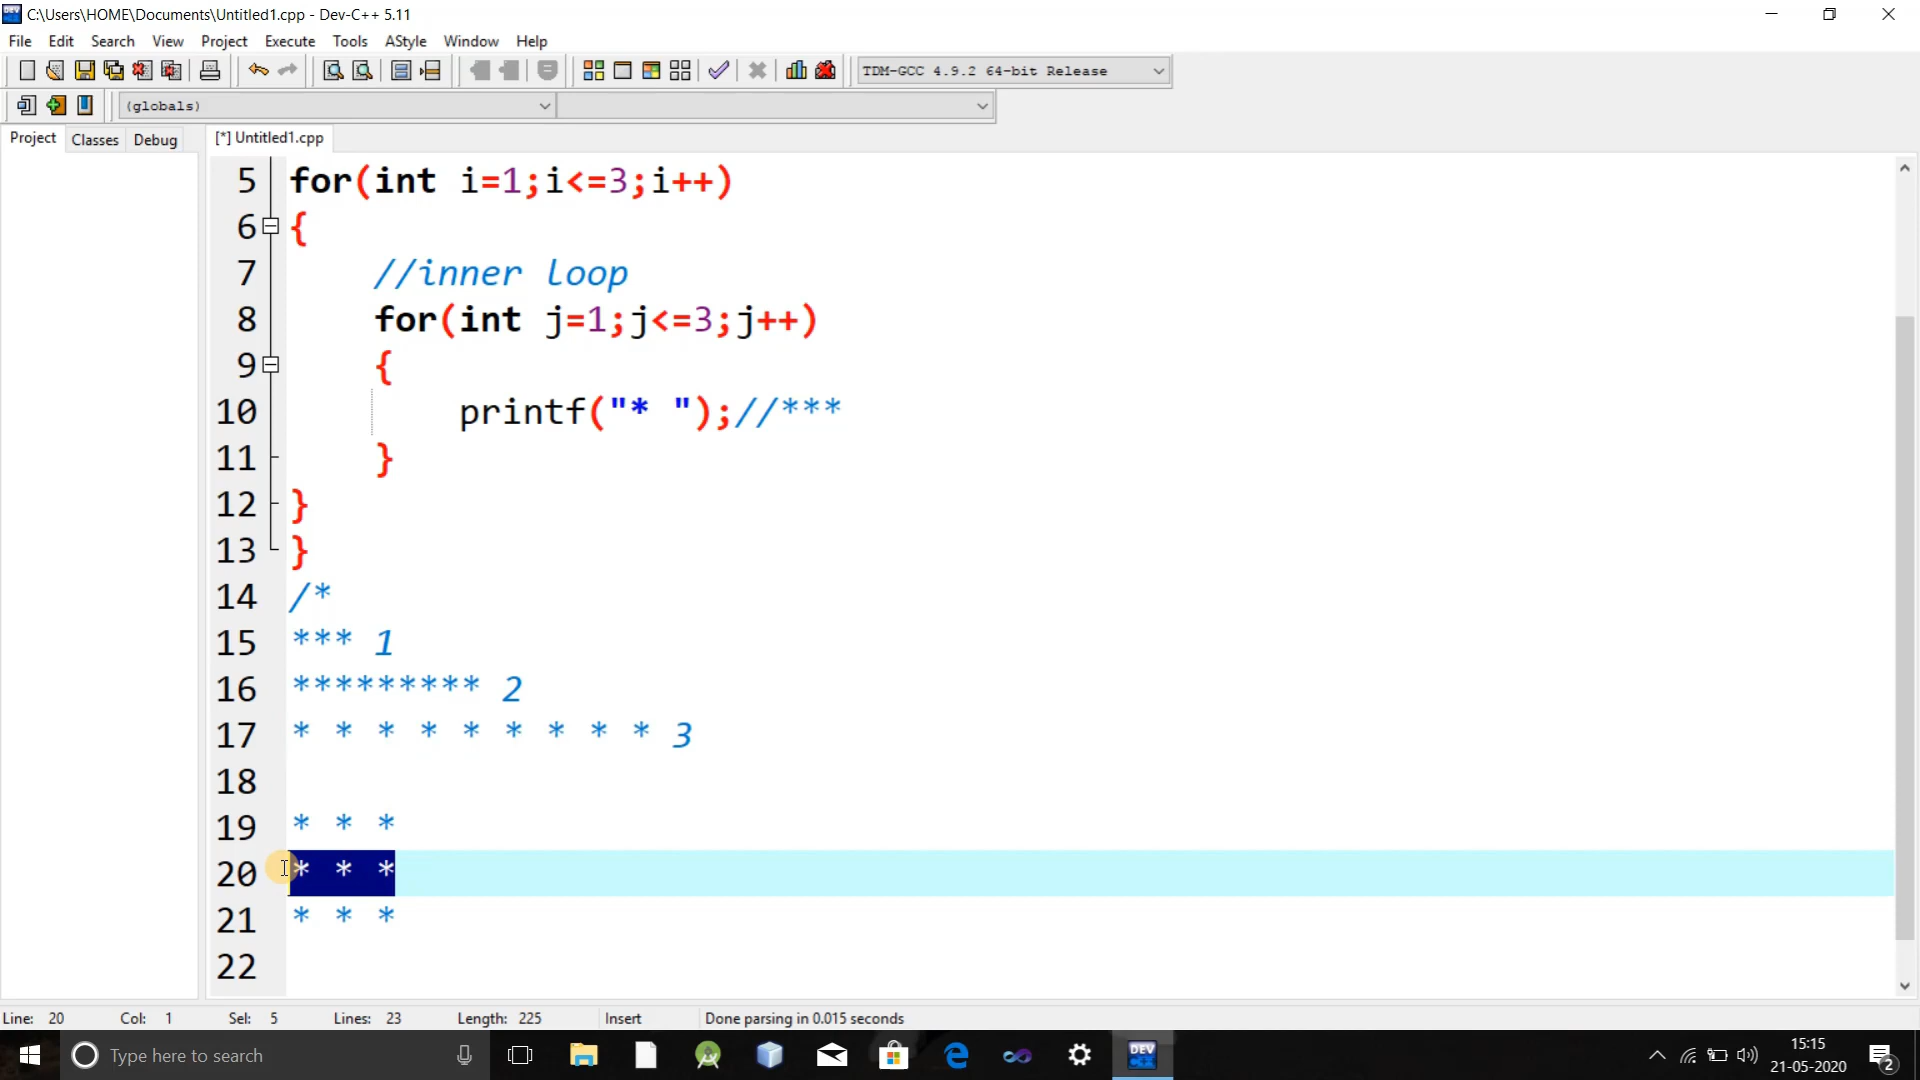 C:\Users\HOME\Documents\Untitled1.cpp - Dev-C++ 5.11
File Edit Search View Project Execute Tools AStyle Window Help
TDM-GCC 4.9.2 64-bit Release
(globals)
Project Classes Debug [*] Untitled1.cpp
5 for(int i=1;i<=3;i++)
6 {
7 //inner loop
8 for(int j=1;j<=3;j++)
9 {
10 printf("* ");//***
11 }
12 }
13 }
14 /*
15 *** 1
16 ********* 2
17 * * * * * * * * * 3
18
19 * * *
20 * * *
21 * * *
22
Line: 20 Col: 1 Sel: 5 Lines: 23 Length: 225 Insert Done parsing in 0.015 seconds
Type here to search
DEV C++
15:15
21-05-2020
2